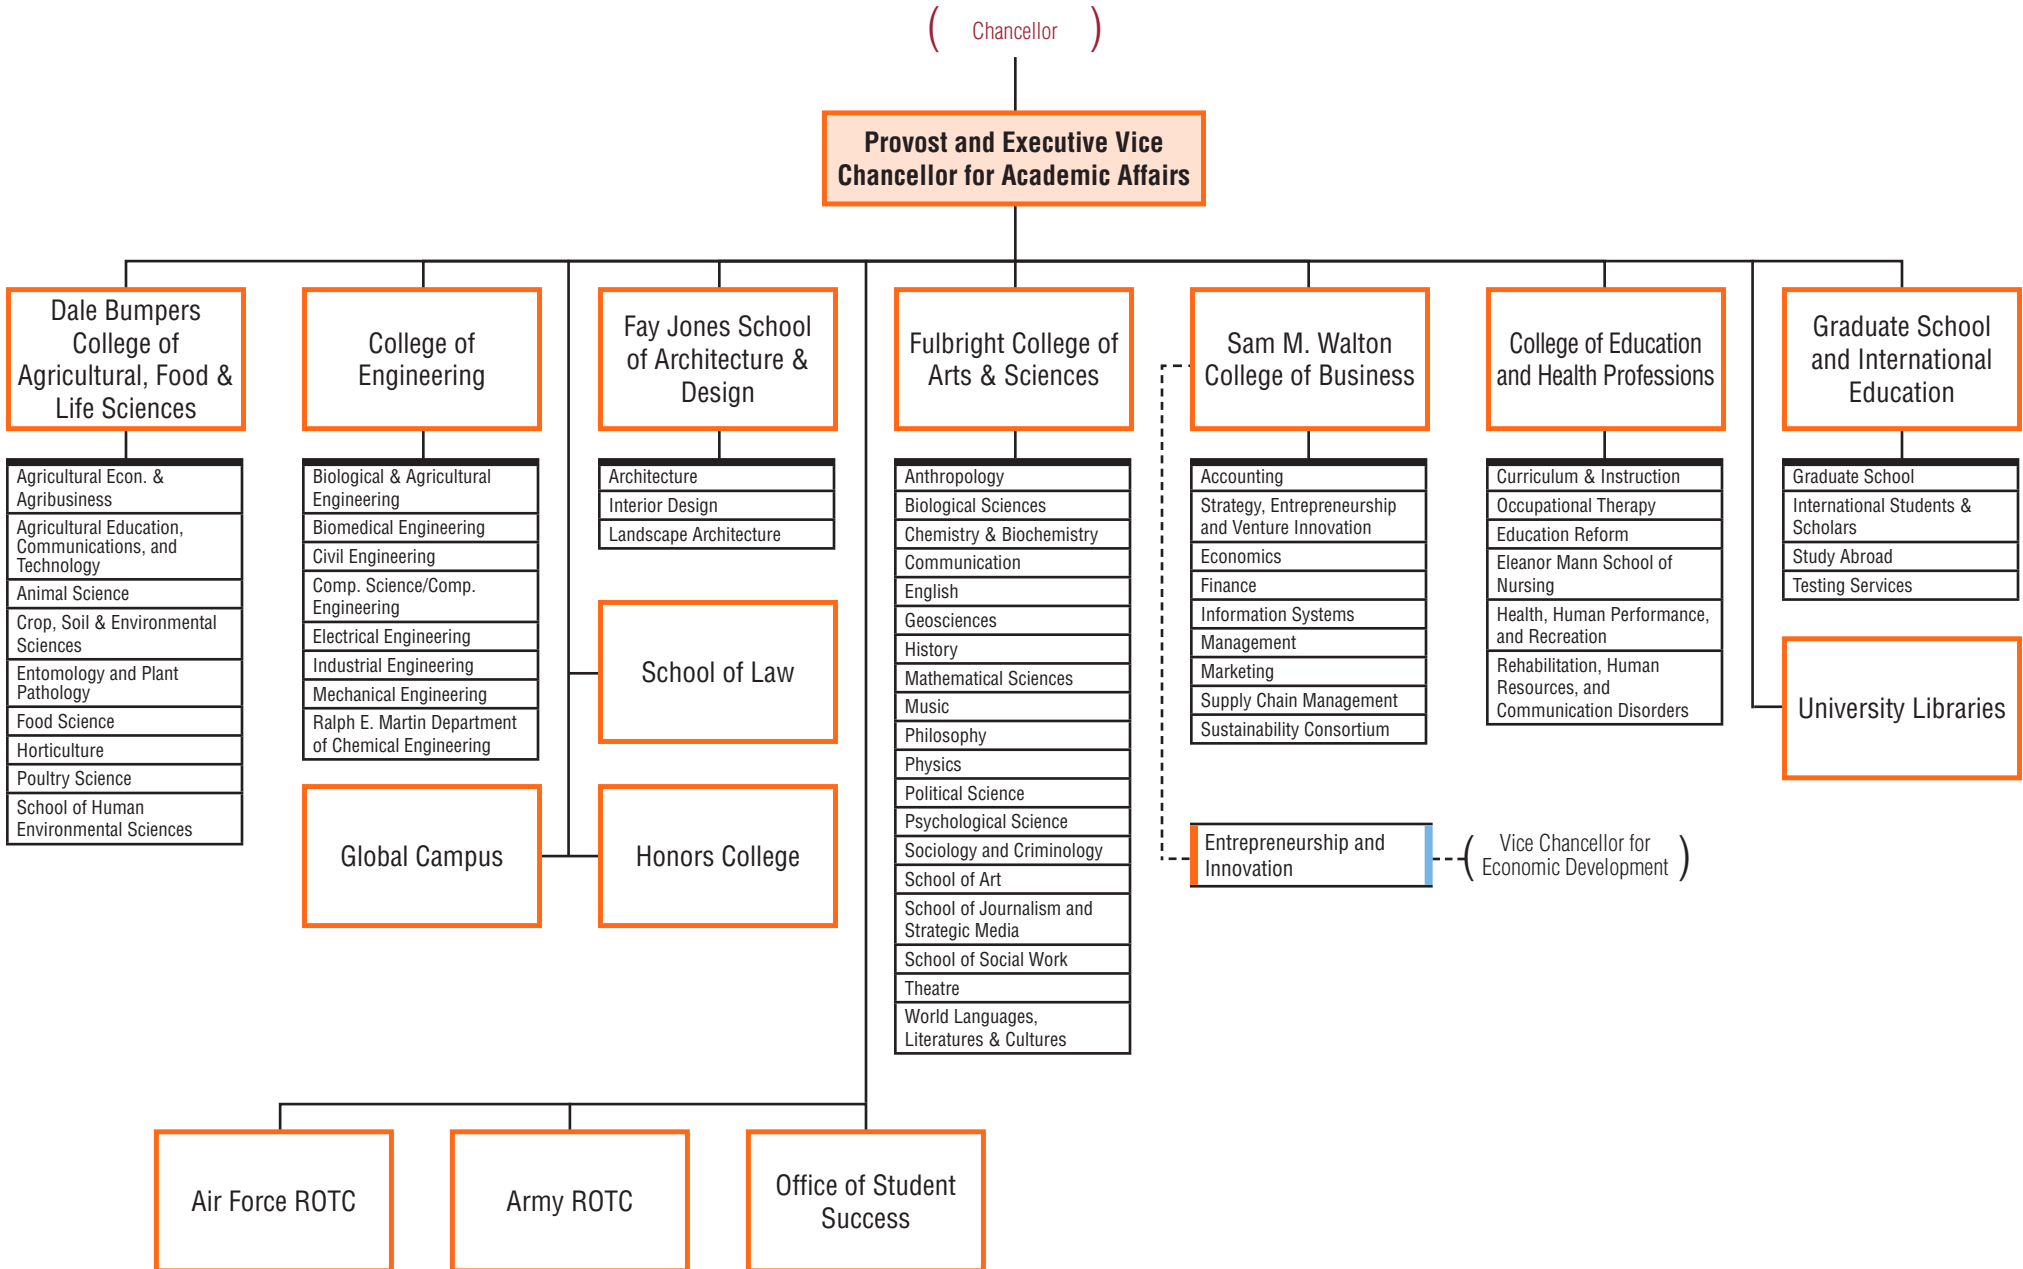 ( Chancellor )
Provost and Executive Vice
Chancellor for Academic Affairs
Dale Bumpers
College of
Agricultural, Food &
Life Sciences
Agricultural Econ. &
Agribusiness
Agricultural Education,
Communications, and
Technology
Animal Science
Crop, Soil & Environmental
Sciences
Entomology and Plant
Pathology
Food Science
Horticulture
Poultry Science
School of Human
Environmental Sciences
College of
Engineering
Biological & Agricultural
Engineering
Biomedical Engineering
Civil Engineering
Comp. Science/Comp.
Engineering
Electrical Engineering
Industrial Engineering
Mechanical Engineering
Ralph E. Martin Department
of Chemical Engineering
Global Campus
Fay Jones School
of Architecture &
Design
Architecture
Interior Design
Landscape Architecture
School of Law
Honors College
Fulbright College of
Arts & Sciences
Anthropology
Biological Sciences
Chemistry & Biochemistry
Communication
English
Geosciences
History
Mathematical Sciences
Music
Philosophy
Physics
Political Science
Psychological Science
Sociology and Criminology
School of Art
School of Journalism and
Strategic Media
School of Social Work
Theatre
World Languages,
Literatures & Cultures
Sam M. Walton
College of Business
Accounting
Strategy, Entrepreneurship
and Venture Innovation
Economics
Finance
Information Systems
Management
Marketing
Supply Chain Management
Sustainability Consortium
Entrepreneurship and
Innovation
( Vice Chancellor for
Economic Development )
College of Education
and Health Professions
Curriculum & Instruction
Occupational Therapy
Education Reform
Eleanor Mann School of
Nursing
Health, Human Performance,
and Recreation
Rehabilitation, Human
Resources, and
Communication Disorders
Graduate School
and International
Education
Graduate School
International Students &
Scholars
Study Abroad
Testing Services
University Libraries
Air Force ROTC
Army ROTC
Office of Student
Success